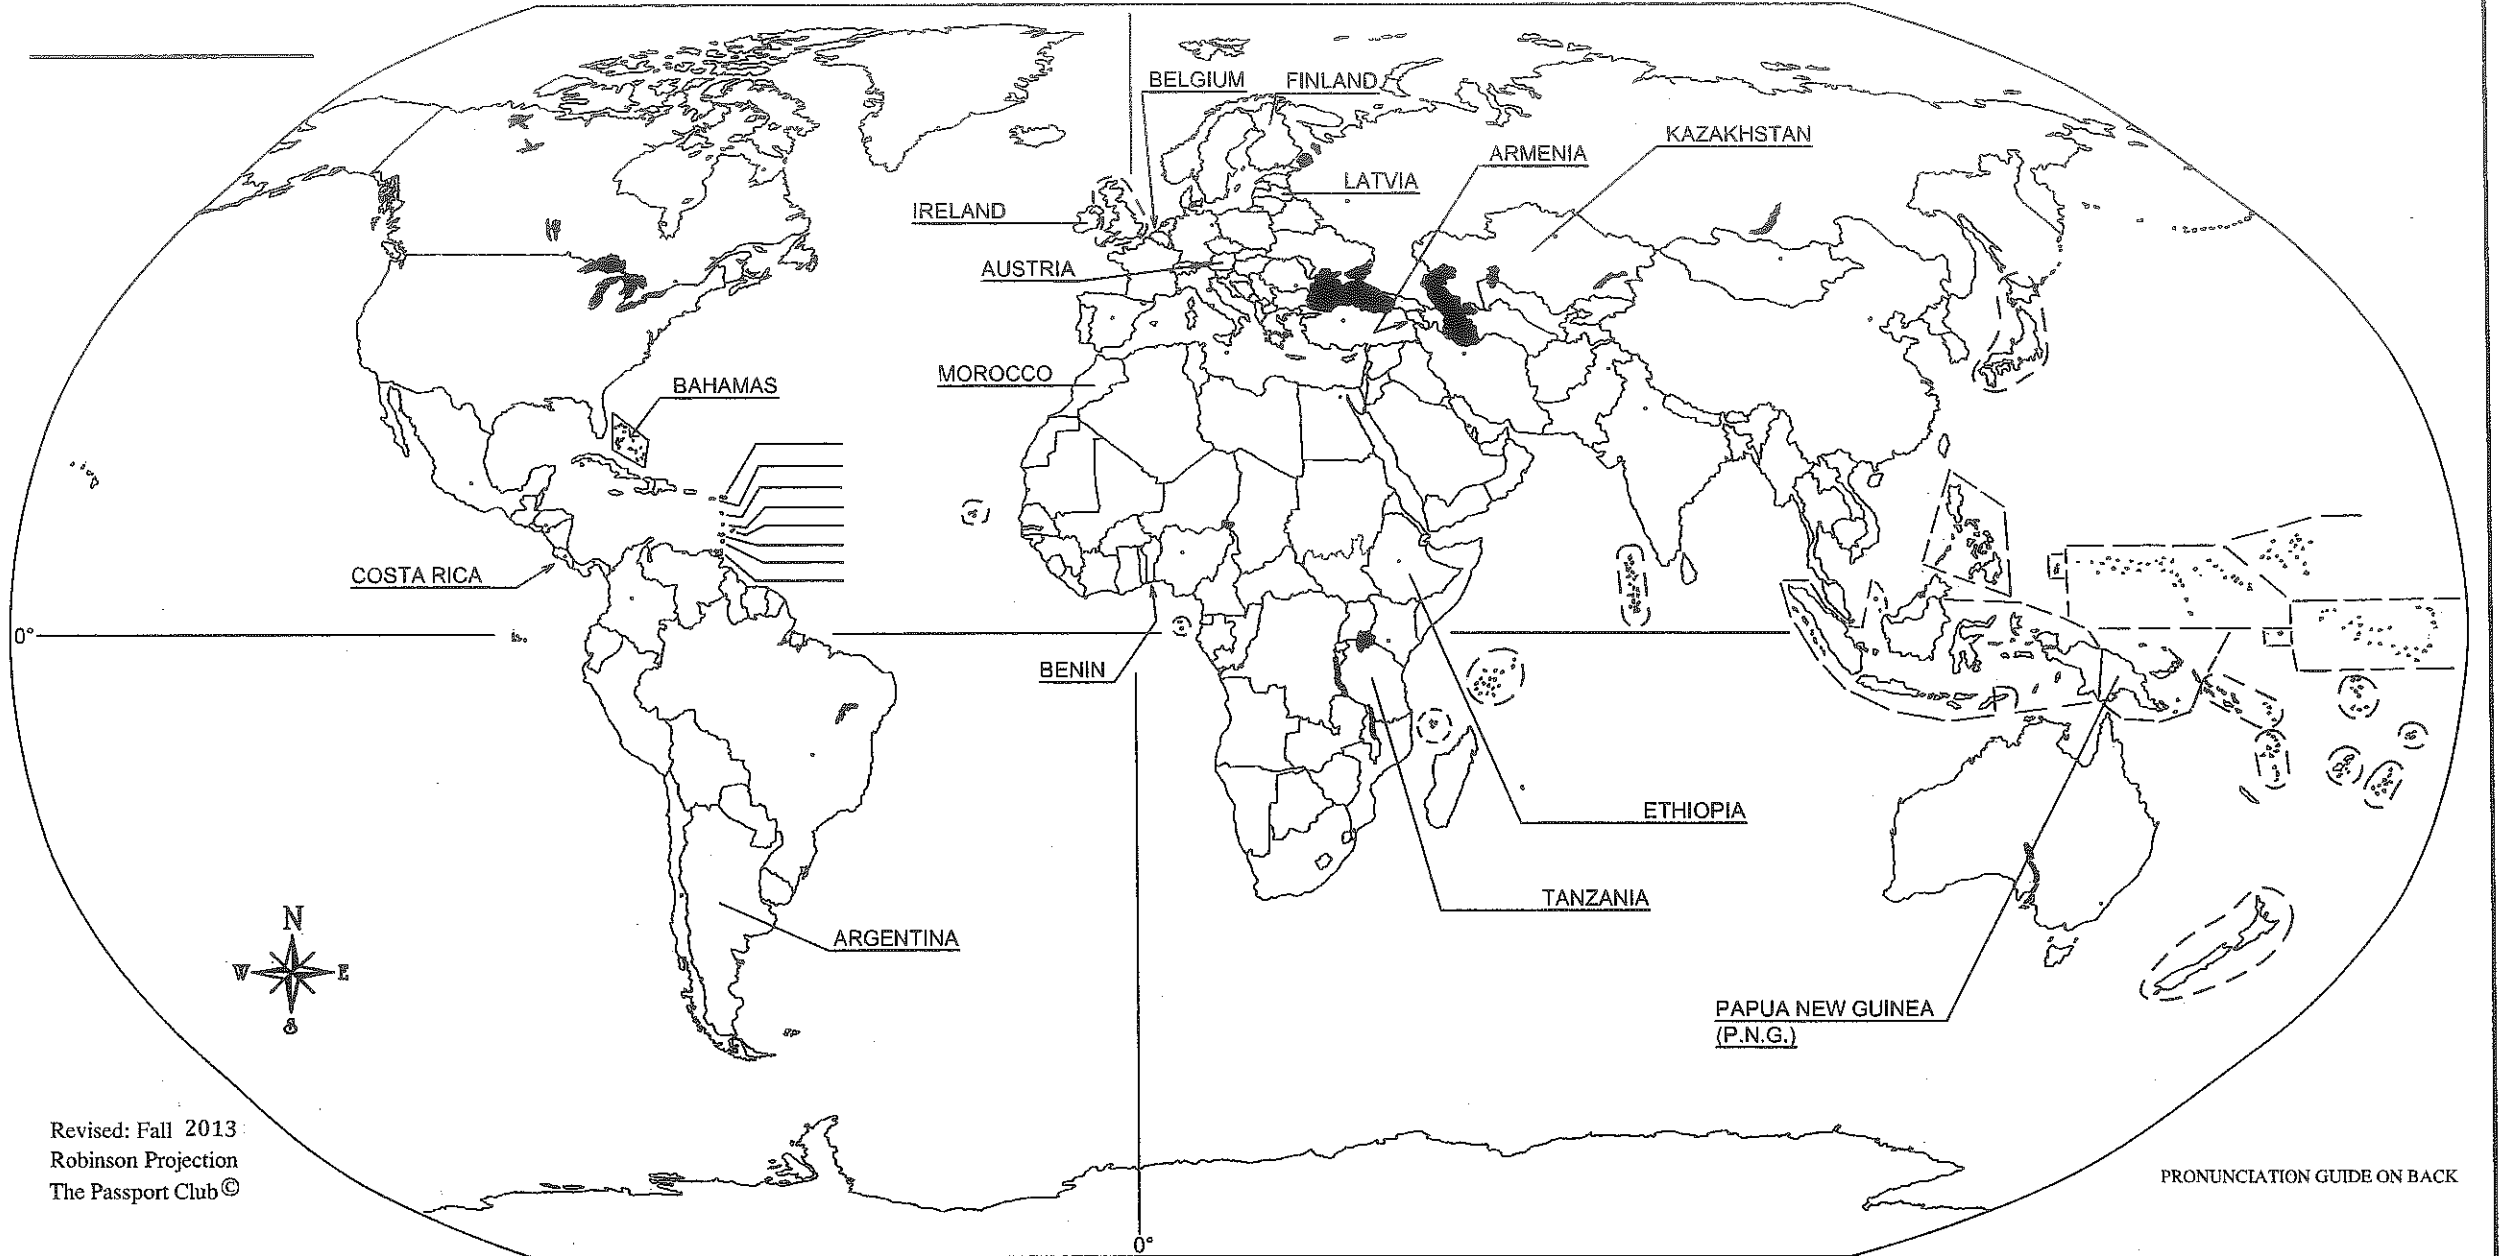 BELGIUM
FINLAND
KAZAKHSTAN
ARMENIA
LATVIA
IRELAND
AUSTRIA
MOROCCO
BAHAMAS
COSTA RICA
0°
BENIN
ETHIOPIA
TANZANIA
ARGENTINA
N
W E
S
PAPUA NEW GUINEA
(P.N.G.)
Revised: Fall 2013
Robinson Projection
The Passport Club©
PRONUNCIATION GUIDE ON BACK
0°